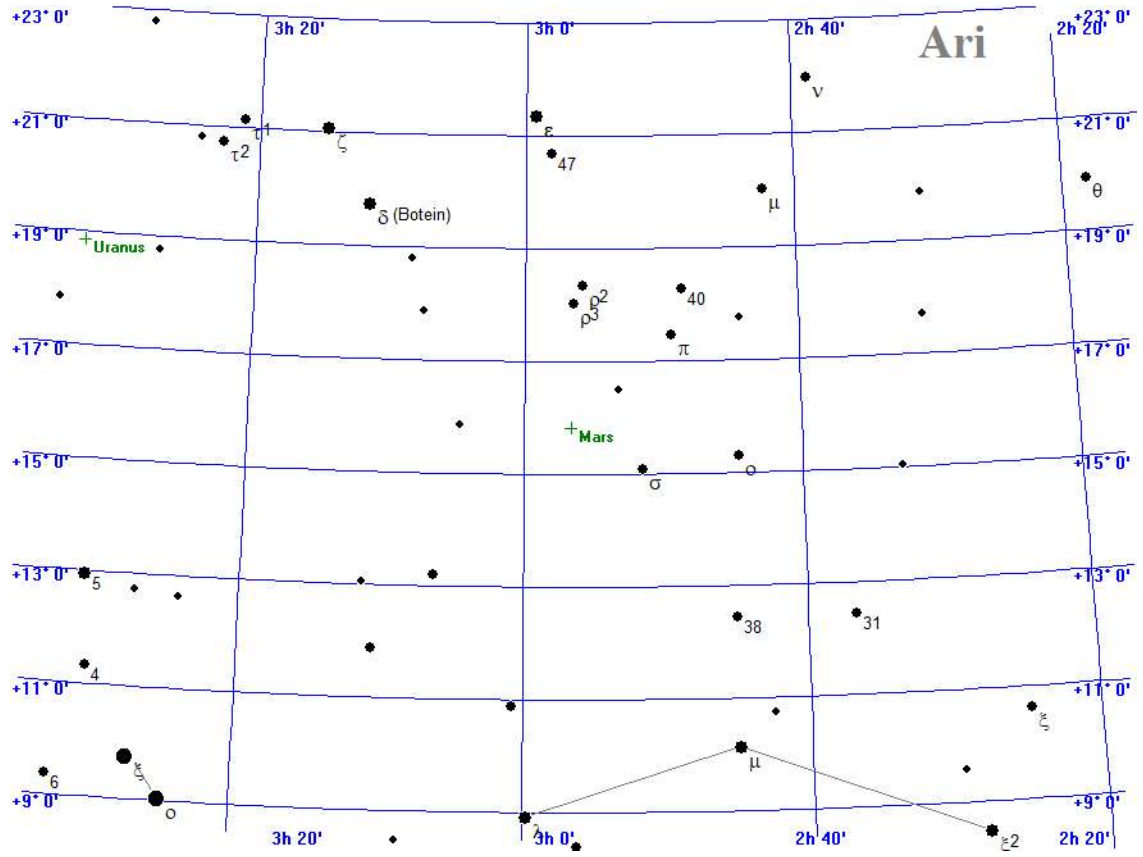 +23° 0'
3h 20'
3h 0'
2h 40'
+23° 0'
2h 20'
Ari
ν
+21° 0'
τ1
τ2
ζ
ε
47
+21° 0'
δ (Botein)
μ
θ
+19° 0'
Uranus
+19° 0'
ρ2
ρ3
40
π
+17° 0'
+17° 0'
Mars
+15° 0'
σ
ο
+15° 0'
+13° 0'
5
+13° 0'
38
31
4
+11° 0'
+11° 0'
ξ
μ
6
ξ
+9° 0'
ο
λ
+9° 0'
3h 20'
3h 0'
2h 40'
ξ2
2h 20'